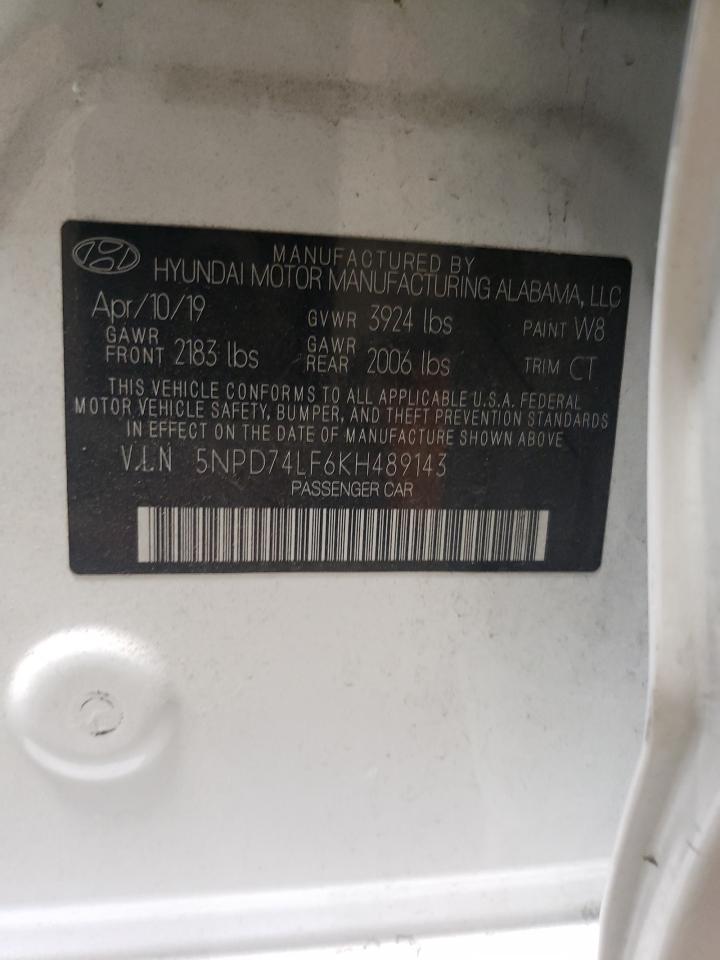 MANUFACTURED BY
HYUNDAI MOTOR MANUFACTURING ALABAMA, LLC
Apr/10/19 GVWR 3924 lbs PAINT W8
GAWR FRONT 2183 lbs GAWR REAR 2006 lbs TRIM CT
THIS VEHICLE CONFORMS TO ALL APPLICABLE U.S.A. FEDERAL
MOTOR VEHICLE SAFETY, BUMPER, AND THEFT PREVENTION STANDARDS
IN EFFECT ON THE DATE OF MANUFACTURE SHOWN ABOVE
V.I.N 5NPD74LF6KH489143
PASSENGER CAR